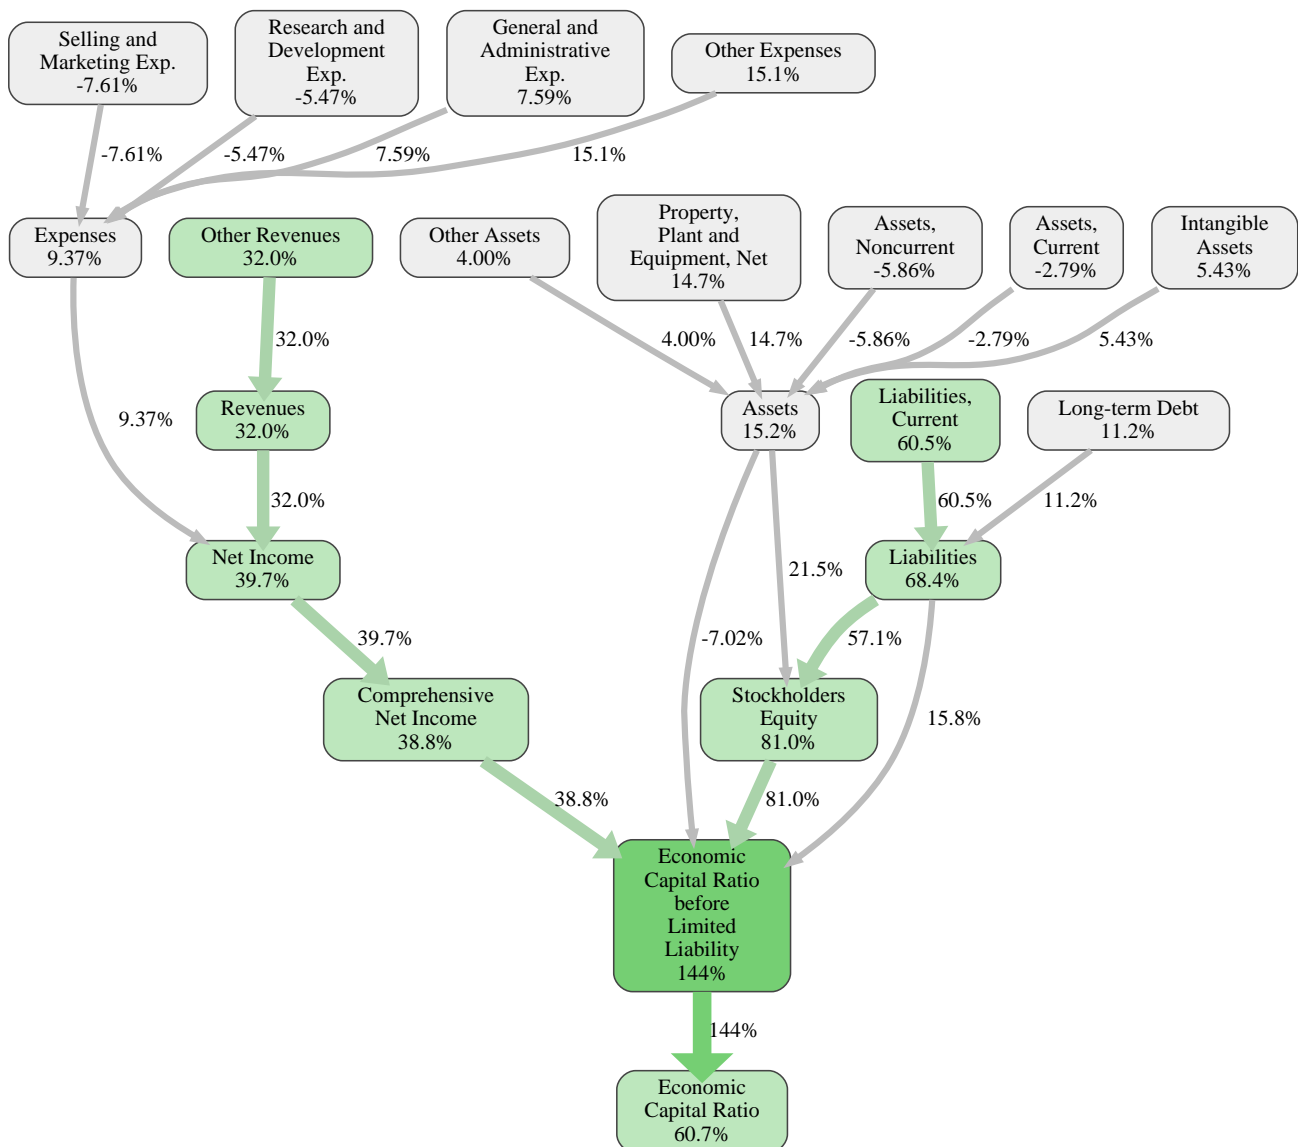 Selling and
Marketing Exp.
-7.61%
Research and
Development
Exp.
-5.47%
General and
Administrative
Exp.
7.59%
Other Expenses
15.1%
-7.61%
-5.47%
7.59%
15.1%
Expenses
9.37%
Other Revenues
32.0%
Other Assets
4.00%
Property,
Plant and
Equipment, Net
14.7%
Assets,
Noncurrent
-5.86%
Assets,
Current
-2.79%
Intangible
Assets
5.43%
32.0%
4.00%
14.7%
-5.86%
-2.79%
5.43%
9.37%
Revenues
32.0%
Assets
15.2%
Liabilities,
Current
60.5%
Long-term Debt
11.2%
32.0%
60.5%
11.2%
Net Income
39.7%
21.5%
Liabilities
68.4%
39.7%
-7.02%
57.1%
Comprehensive
Net Income
38.8%
Stockholders
Equity
81.0%
15.8%
38.8%
81.0%
Economic
Capital Ratio
before
Limited
Liability
144%
144%
Economic
Capital Ratio
60.7%